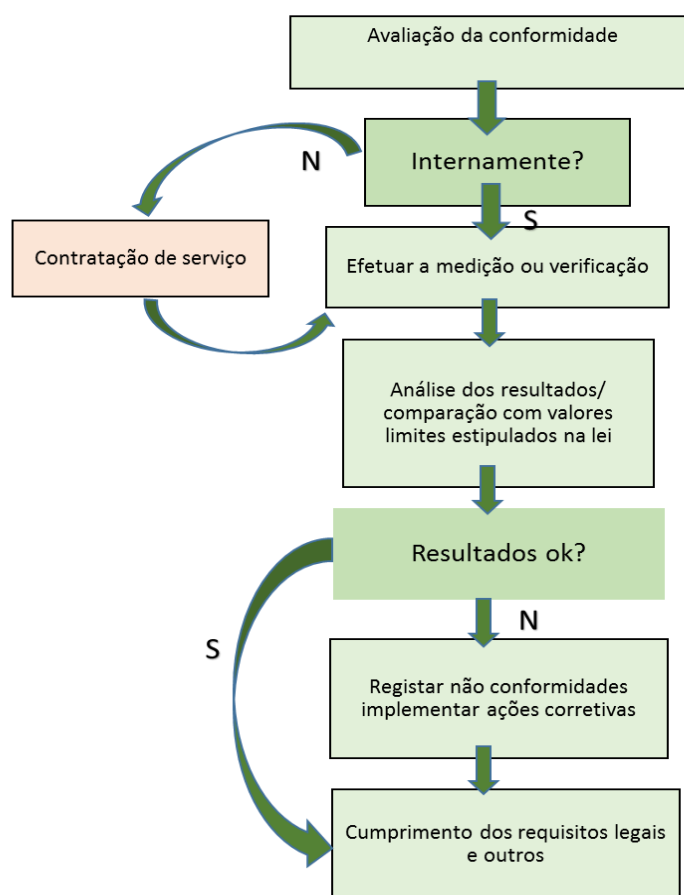 Avaliação da conformidade
Internamente?
N
S
Contratação de serviço
Efetuar a medição ou verificação
Análise dos resultados/
comparação com valores
limites estipulados na lei
Resultados ok?
N
S
Registar não conformidades
implementar ações corretivas
Cumprimento dos requisitos legais
e outros